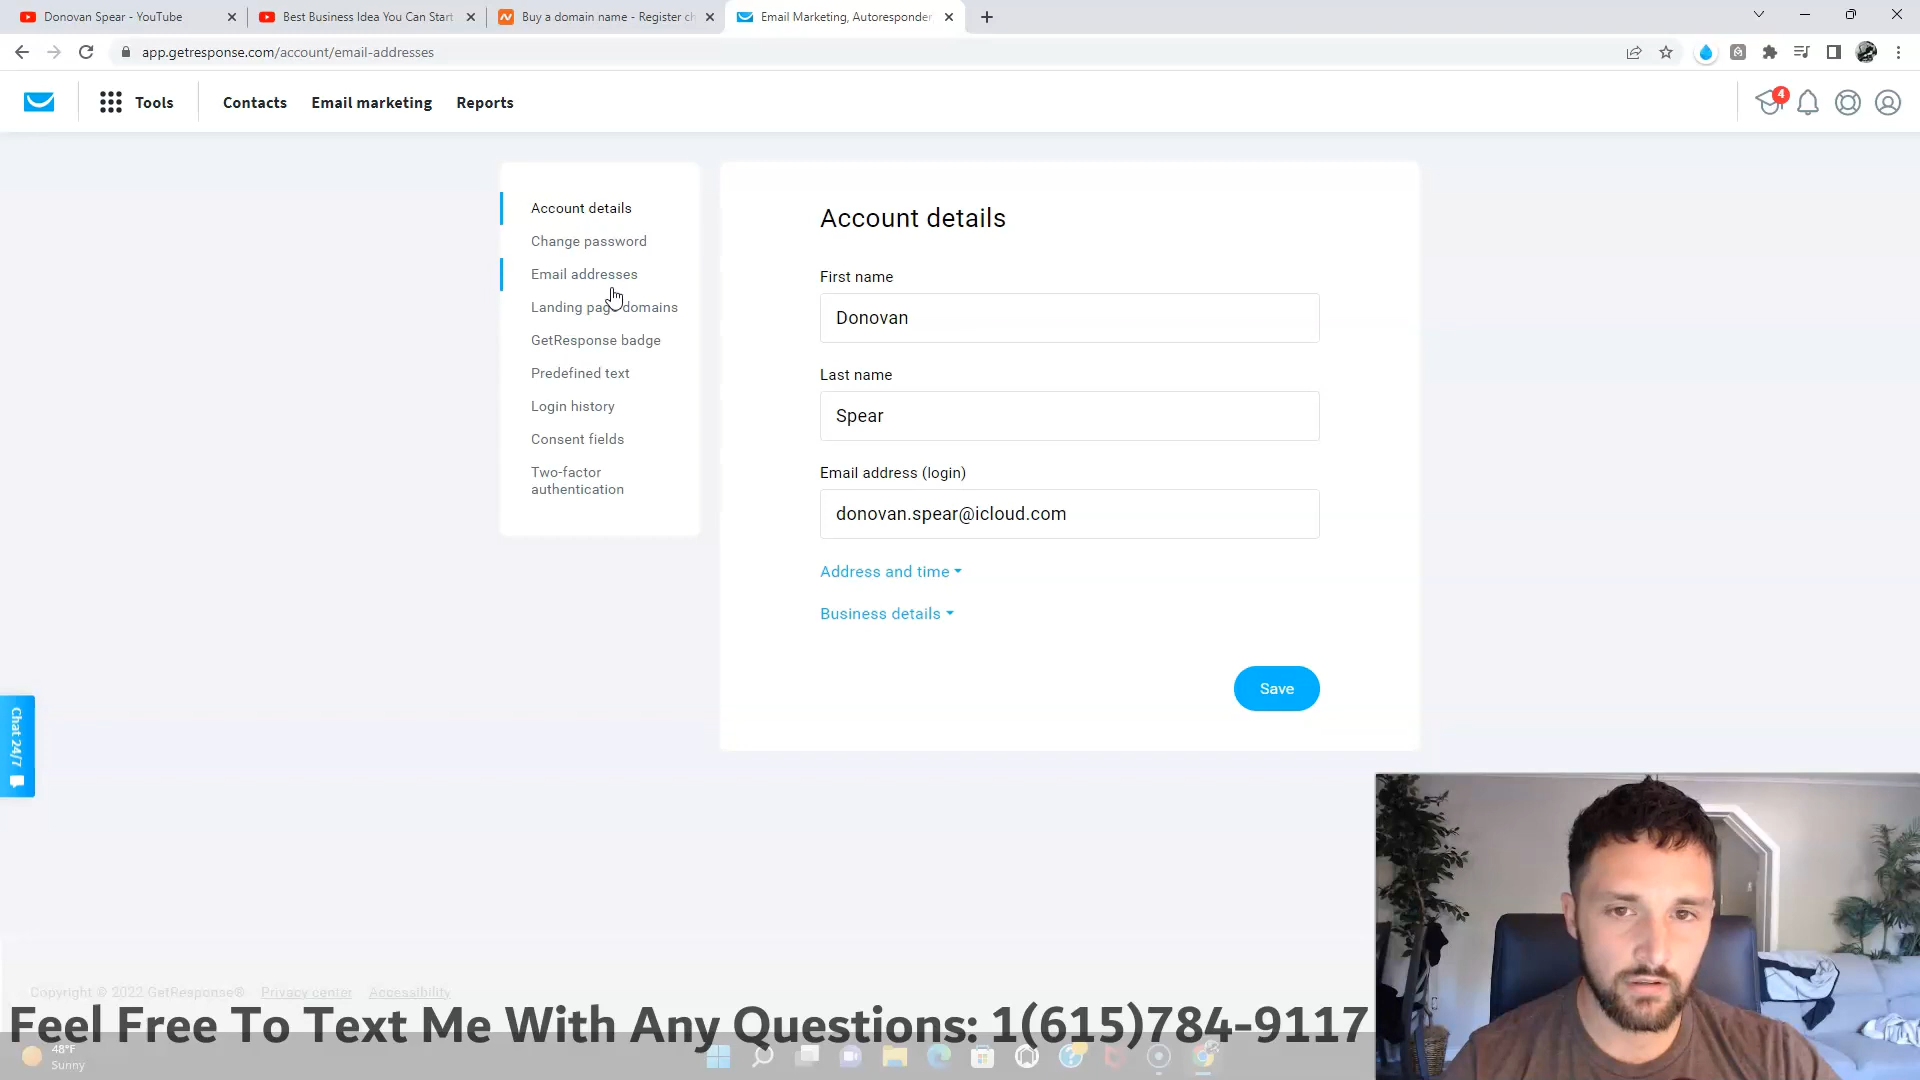 Donovan Spear - YouTube
Best Business Idea You Can Start
Buy a domain name - Register ch
Email Marketing, Autoresponder
app.getresponse.com/account/email-addresses
Tools
Contacts
Email marketing
Reports
4
Account details
Change password
Email addresses
Landing page domains
GetResponse badge
Predefined text
Login history
Consent fields
Two-factor
authentication
Account details
First name
Donovan
Last name
Spear
Email address (login)
donovan.spear@icloud.com
Address and time
Business details
Save
Chat 24/7
Copyright © 2022 GetResponse® Privacy center Accessibility
Feel Free To Text Me With Any Questions: 1(615)784-9117
48°F
Sunny